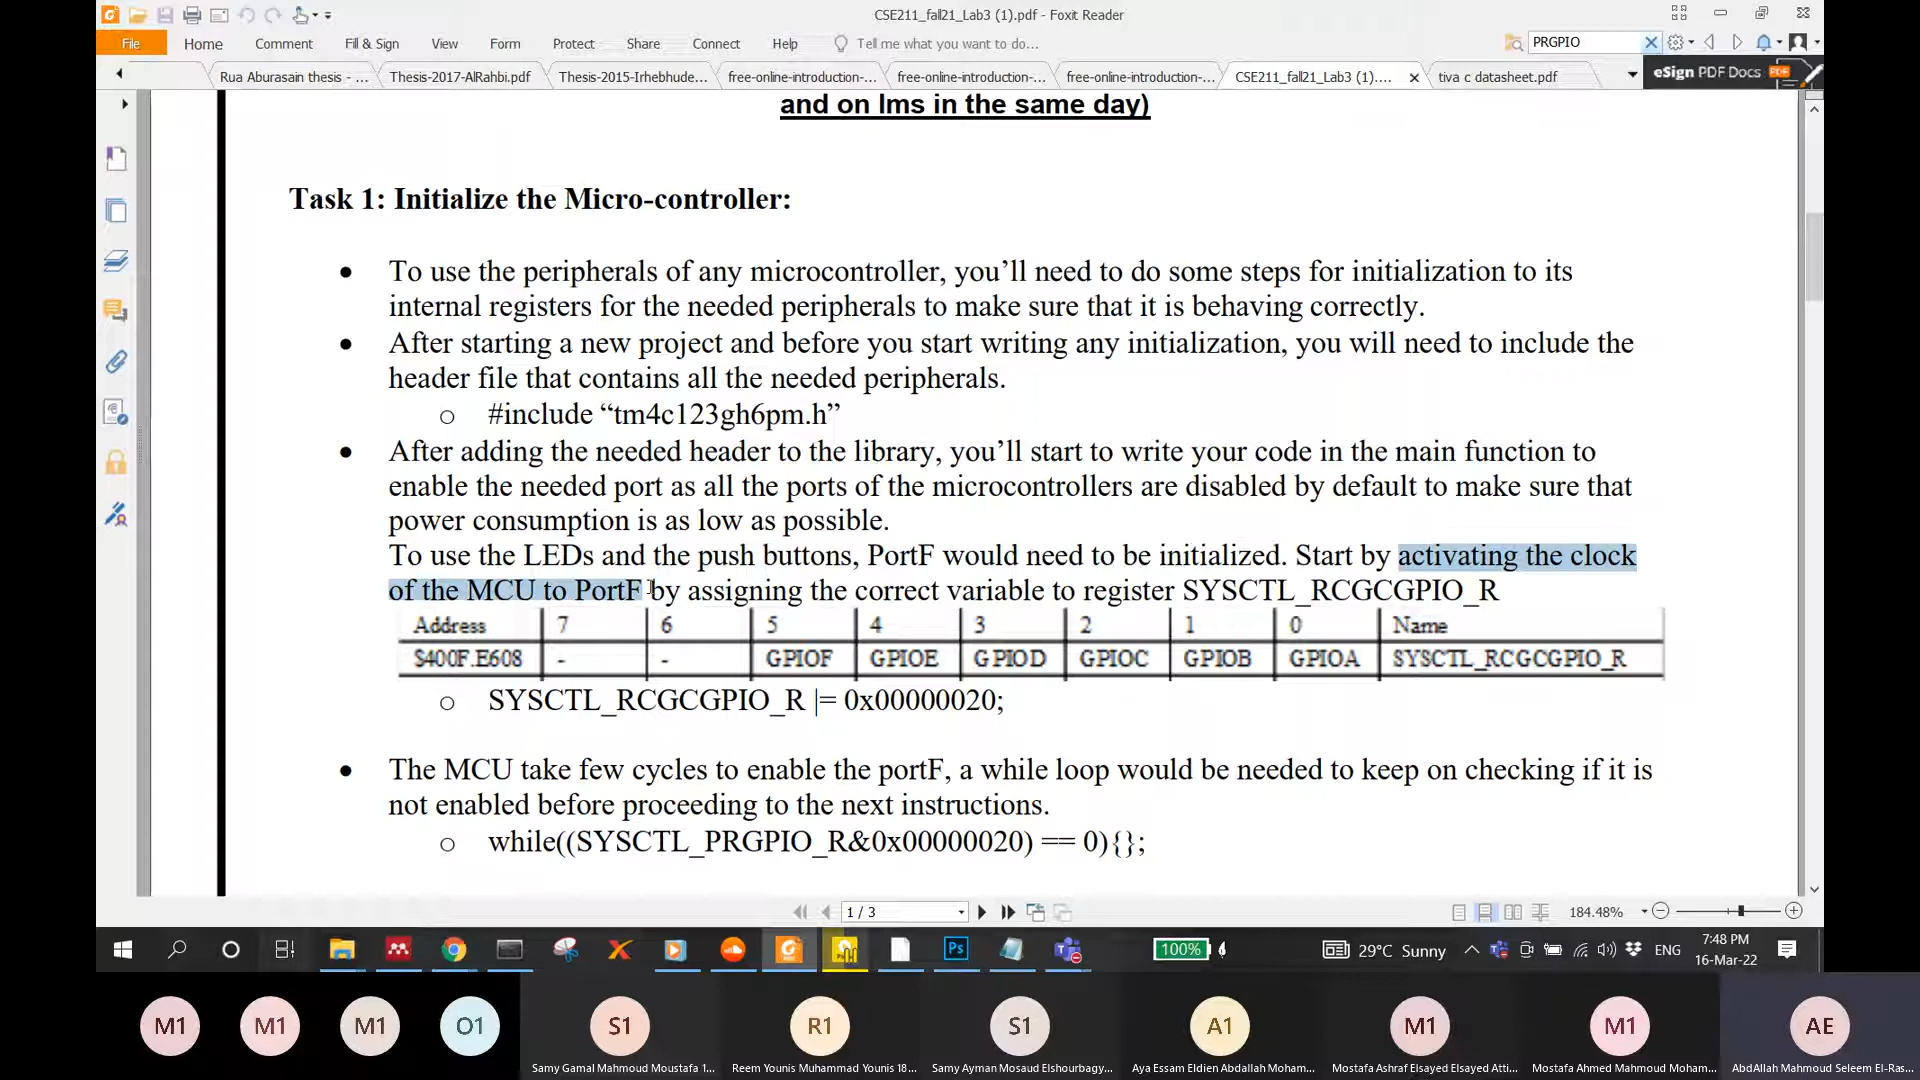 CSE211_fall21_Lab3 (1).pdf - Foxit Reader
File Home Comment Fill & Sign View Form Protect Share Connect Help Tell me what you want to do... PRGPIO
Rua Aburasain thesis - ... Thesis-2017-AlRahbi.pdf Thesis-2015-Irhebhude... free-online-introduction-... free-online-introduction-... free-online-introduction-... CSE211_fall21_Lab3 (1).... tiva c datasheet.pdf eSign PDF Docs PDF
and on lms in the same day)
Task 1: Initialize the Micro-controller:
• To use the peripherals of any microcontroller, you’ll need to do some steps for initialization to its
internal registers for the needed peripherals to make sure that it is behaving correctly.
• After starting a new project and before you start writing any initialization, you will need to include the
header file that contains all the needed peripherals.
o #include “tm4c123gh6pm.h”
• After adding the needed header to the library, you’ll start to write your code in the main function to
enable the needed port as all the ports of the microcontrollers are disabled by default to make sure that
power consumption is as low as possible.
To use the LEDs and the push buttons, PortF would need to be initialized. Start by activating the clock
of the MCU to PortF by assigning the correct variable to register SYSCTL_RCGCGPIO_R
Address 7 6 5 4 3 2 1 0 Name
$400F.E608 - - GPIOF GPIOE GPIOD GPIOC GPIOB GPIOA SYSCTL_RCGCGPIO_R
o SYSCTL_RCGCGPIO_R |= 0x00000020;
• The MCU take few cycles to enable the portF, a while loop would be needed to keep on checking if it is
not enabled before proceeding to the next instructions.
o while((SYSCTL_PRGPIO_R&0x00000020) == 0){};
1 / 3 184.48%
Ps 100% 29°C Sunny ENG 7:48 PM
16-Mar-22
M1 M1 M1 O1 S1 R1 S1 A1 M1 M1 AE
Samy Gamal Mahmoud Moustafa 1... Reem Younis Muhammad Younis 18... Samy Ayman Mosaud Elshourbagy... Aya Essam Eldien Abdallah Moham... Mostafa Ashraf Elsayed Elsayed Atti... Mostafa Ahmed Mahmoud Moham... AbdAllah Mahmoud Seleem El-Ras...